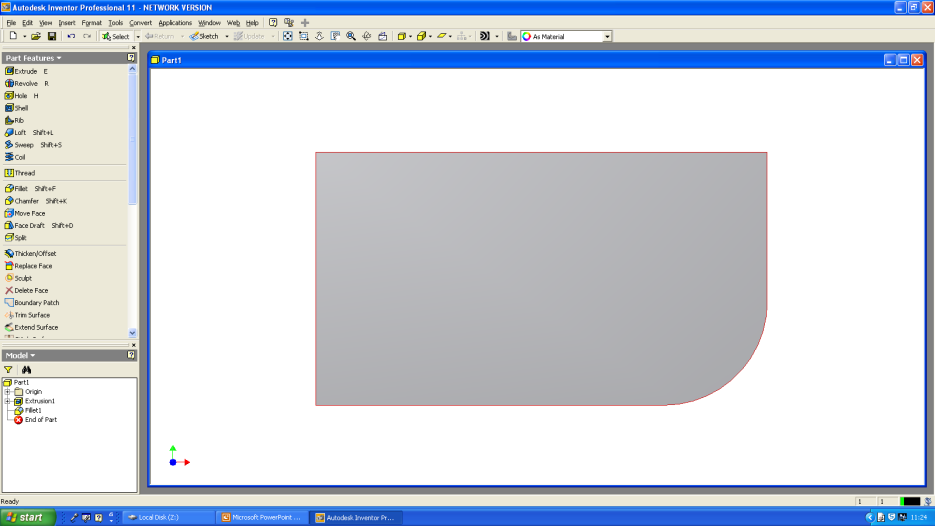 Autodesk Inventor Professional 11 - NETWORK VERSION
File Edit View Insert Format Tools Convert Applications Window Web Help
Select Return Sketch Update As Material
Part Features
Extrude E
Revolve R
Hole H
Shell
Rib
Loft Shift+L
Sweep Shift+S
Coil
Thread
Fillet Shift+F
Chamfer Shift+K
Move Face
Face Draft Shift+D
Split
Thicken/Offset
Replace Face
Sculpt
Delete Face
Boundary Patch
Trim Surface
Extend Surface
Model
Part1
Origin
Extrusion1
Fillet1
End of Part
Part1
Ready
1 1
start Local Disk (Z:) Microsoft PowerPoint ... Autodesk Inventor Pr... 11:24